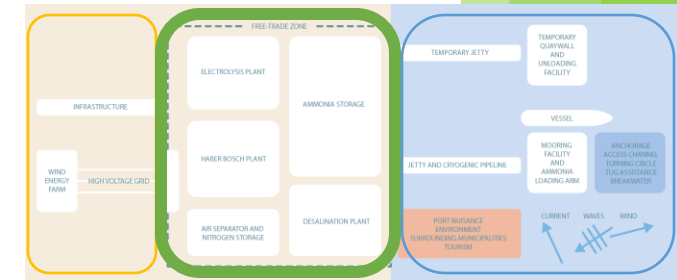 FREE-TRADE ZONE
INFRASTRUCTURE
WIND
ENERGY
FARM
HIGH VOLTAGE GRID
ELECTROLYSIS PLANT
HABER BOSCH PLANT
AIR SEPARATOR AND
NITROGEN STORAGE
AMMONIA STORAGE
DESALINATION PLANT
TEMPORARY JETTY
TEMPORARY
QUAYWALL
AND
UNLOADING
FACILITY
VESSEL
JETTY AND CRYOGENIC PIPELINE
MOORING
FACILITY
AND
AMMONIA
LOADING ARM
ANCHORAGE
ACCESS CHANNEL
TURNING CIRCLE
TUG ASSISTANCE
BREAKWATER
PORT NUISANCE
ENVIRONMENT
SURROUNDING MUNICIPALITIES
TOURISM
CURRENT WAVES WIND